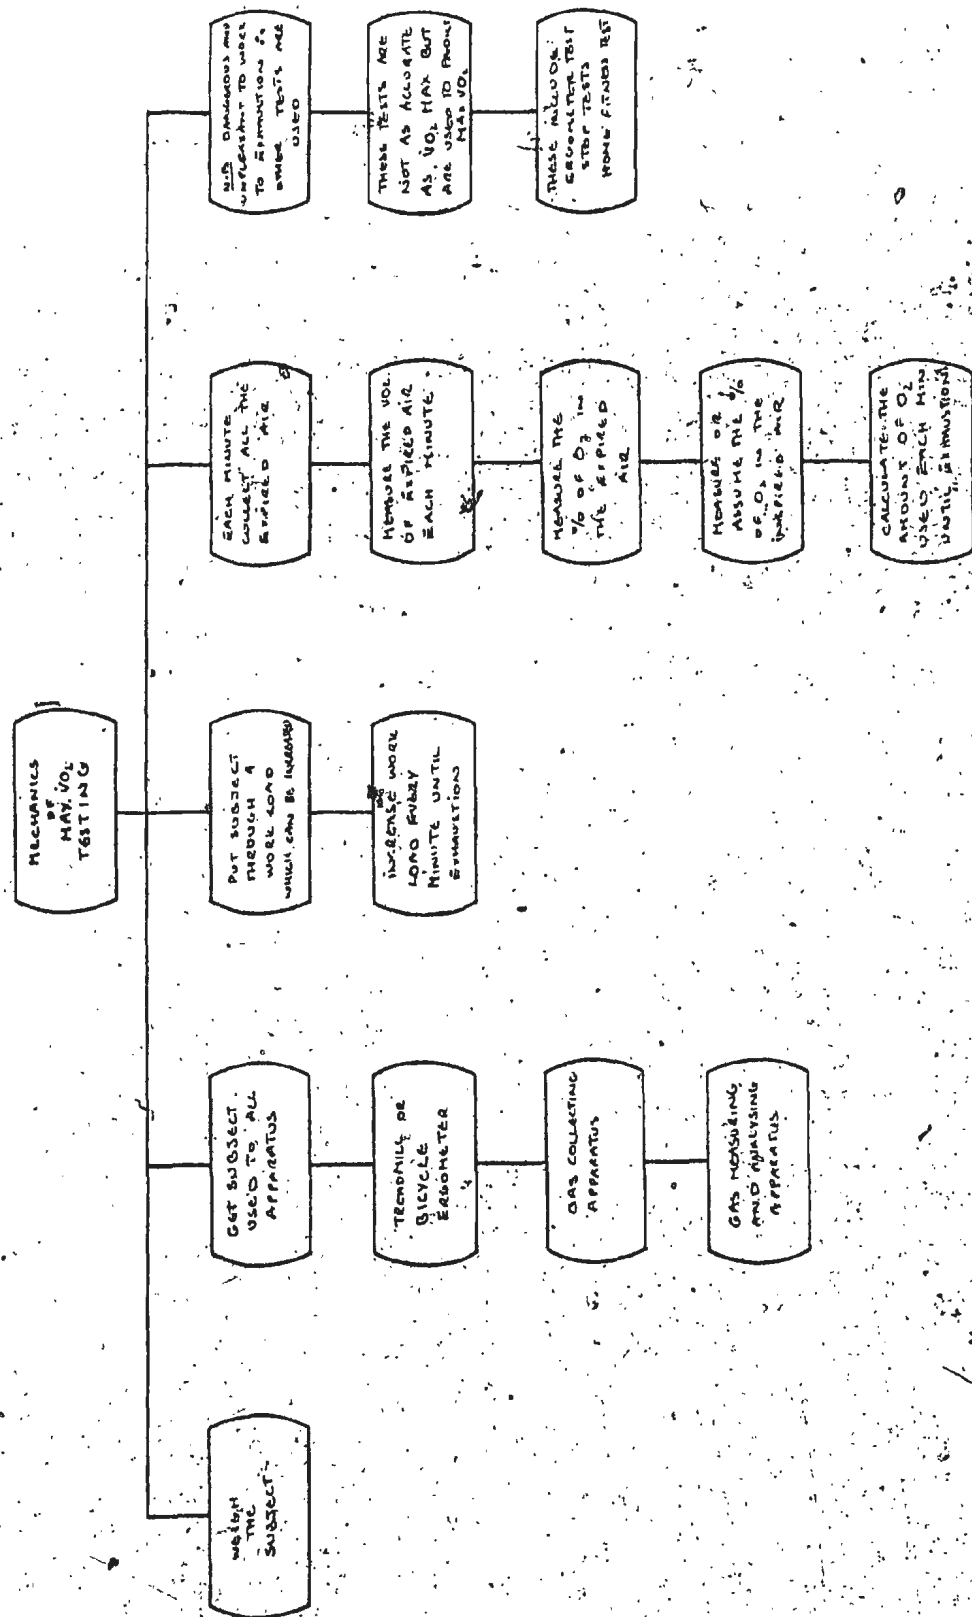 MECHANICS
OF
MAX. V̇O₂
TESTING
WEIGH
THE
SUBJECT
GET SUBJECT
USED TO ALL
APPARATUS
TREADMILL OR
BICYCLE
ERGOMETER
GAS COLLECTING
APPARATUS
GAS MEASURING
AND ANALYSING
APPARATUS
PUT SUBJECT
THROUGH A
WORK LOAD
WHICH CAN BE INCREASED
INCREASE WORK
LOAD EVERY
MINUTE UNTIL
EXHAUSTION
EACH MINUTE
COLLECT ALL THE
EXPIRED AIR
MEASURE THE VOL
OF EXPIRED AIR
EACH MINUTE
MEASURE THE
% OF O₂ IN
THE EXPIRED
AIR
MEASURE OR
ASSUME THE %
OF O₂ IN THE
INSPIRED AIR
CALCULATE THE
AMOUNT OF O₂
USED EACH MIN
UNTIL EXHAUSTION
N.B DANGEROUS AND
UNPLEASANT TO WORK
TO EXHAUSTION ∴
OTHER TESTS ARE
USED
THESE TESTS ARE
NOT AS ACCURATE
AS V̇O₂ MAX BUT
ARE USED TO PREDICT
MAX V̇O₂
THESE INCLUDE:
ERGOMETER TEST
STEP TESTS
HOME FITNESS TEST